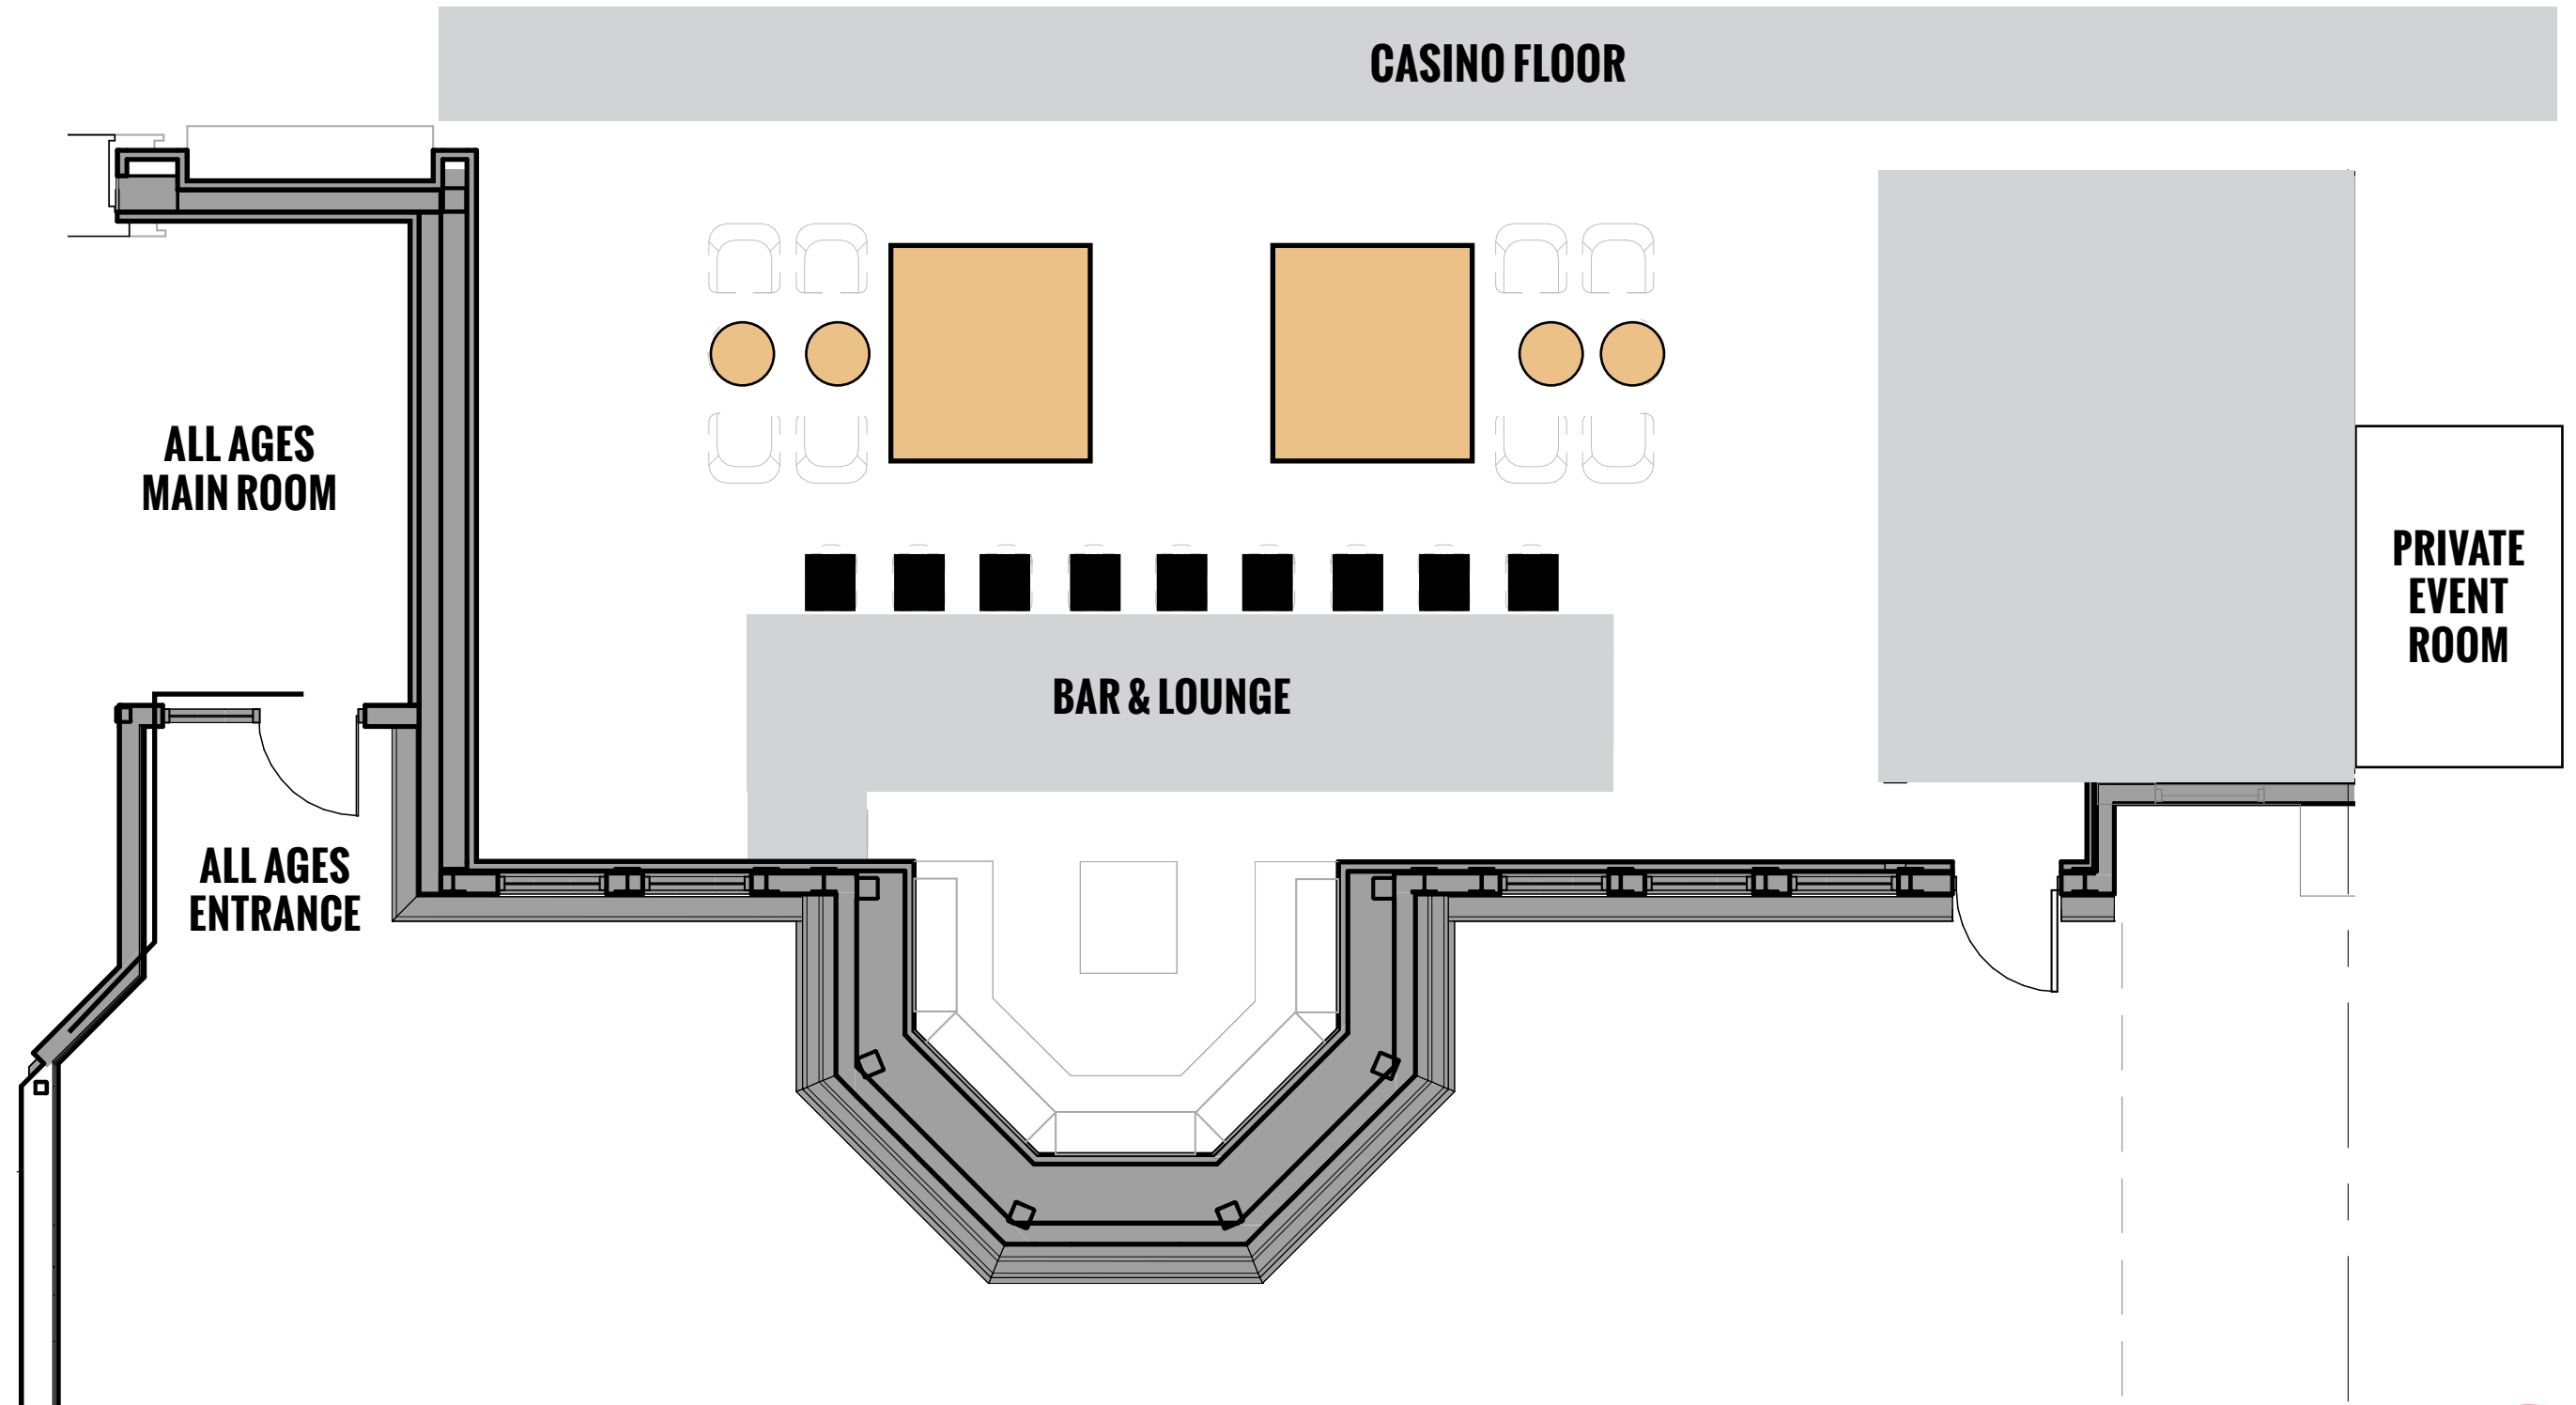 CASINO FLOOR
ALL AGES
MAIN ROOM
PRIVATE
EVENT
ROOM
BAR & LOUNGE
ALL AGES
ENTRANCE